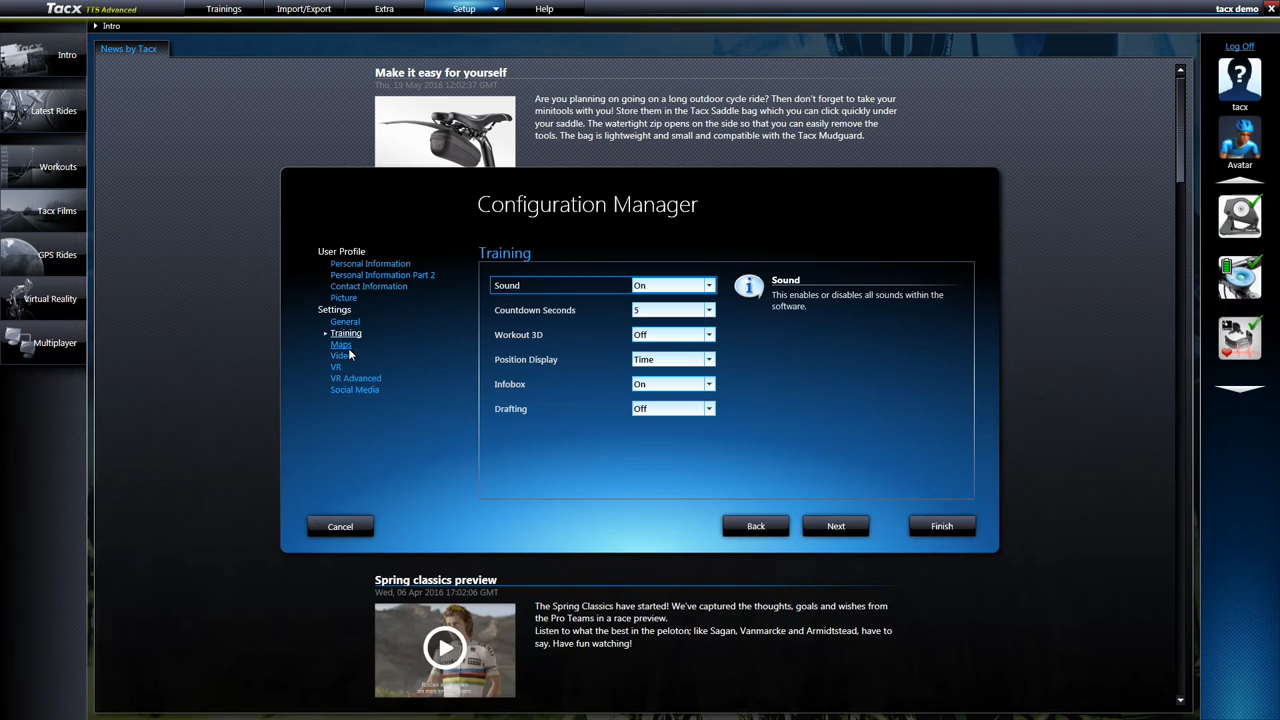 Tacx TTS Advanced
Trainings
Import/Export
Extra
Setup
Help
tacx demo
Intro
Intro
Latest Rides
Workouts
Tacx Films
GPS Rides
Virtual Reality
Multiplayer
News by Tacx
Make it easy for yourself
Thu, 19 May 2016 12:02:37 GMT
Are you planning on going on a long outdoor cycle ride? Then don't forget to take your
minitools with you! Store them in the Tacx Saddle bag which you can click quickly under
your saddle. The watertight zip opens on the side so that you can easily remove the
tools. The bag is lightweight and small and compatible with the Tacx Mudguard.
Configuration Manager
User Profile
Personal Information
Personal Information Part 2
Contact Information
Picture
Settings
General
Training
Maps
Video
VR
VR Advanced
Social Media
Training
Sound On
Countdown Seconds 5
Workout 3D Off
Position Display Time
Infobox On
Drafting Off
Sound
This enables or disables all sounds within the
software.
Cancel
Back
Next
Finish
Spring classics preview
Wed, 06 Apr 2016 17:02:06 GMT
The Spring Classics have started! We've captured the thoughts, goals and wishes from
the Pro Teams in a race preview.
Listen to what the best in the peloton; like Sagan, Vanmarcke and Armidtstead, have to
say. Have fun watching!
Log Off
tacx
Avatar